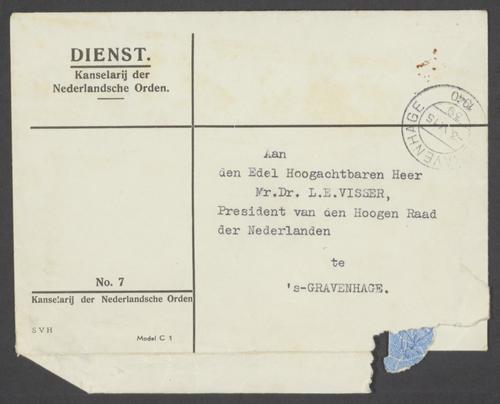 DIENST.
Kanselarij der
Nederlandsche Orden.
Aan
den Edel Hoogachtbaren Heer
Mr.Dr. L.E.VISSER,
President van den Hoogen Raad
der Nederlanden
te
's-GRAVENHAGE.
No. 7
Kanselarij der Nederlandsche Orden
SVH
Model C 1
1940